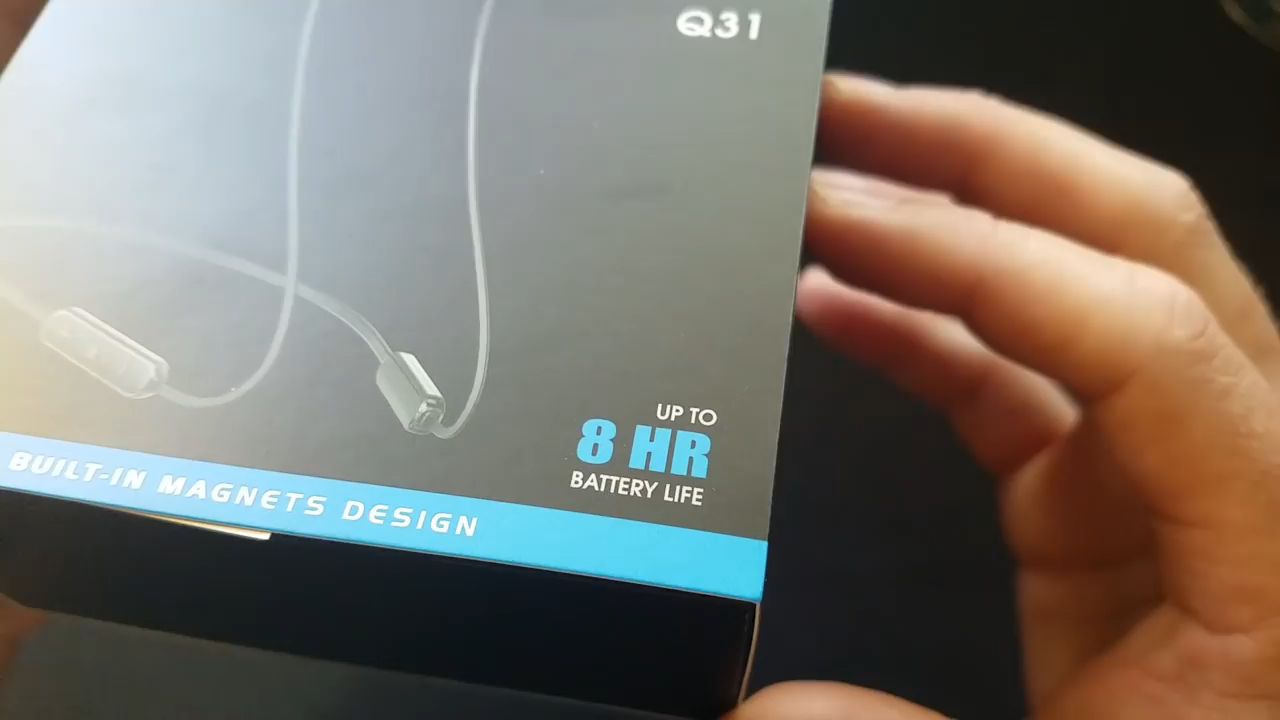 Q31
UP TO
8 HR
BATTERY LIFE
BUILT-IN MAGNETS DESIGN